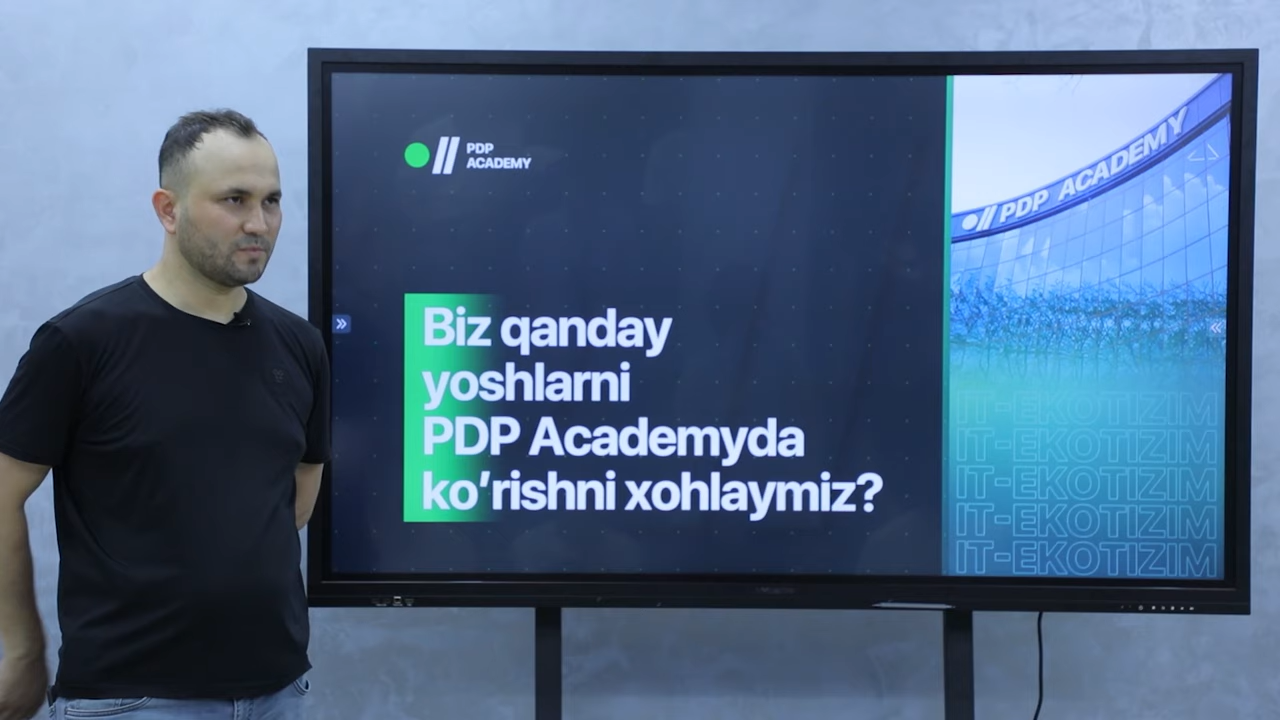 PDP
ACADEMY
Biz qanday
yoshlarni
PDP Academyda
ko‘rishni xohlaymiz?
PDP ACADEMY
IT-EKOTIZIM
IT-EKOTIZIM
IT-EKOTIZIM
IT-EKOTIZIM
IT-EKOTIZIM